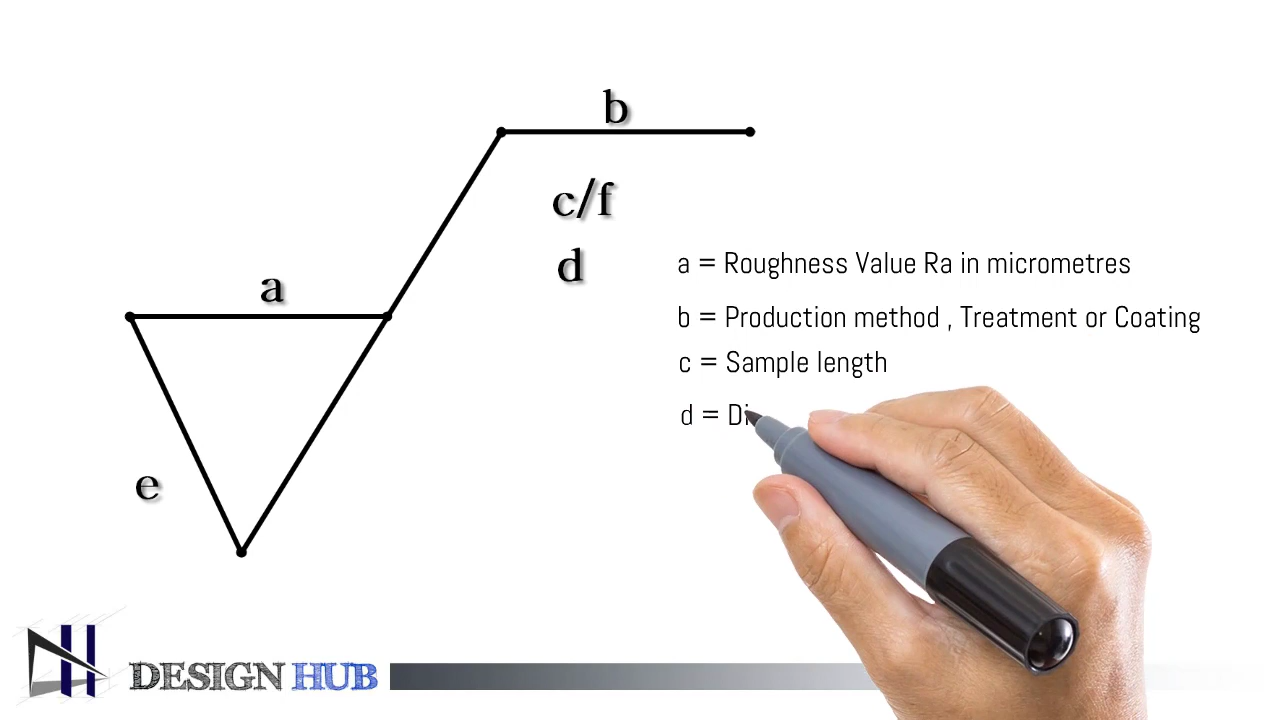 b
c/f
d
a
e
a = Roughness Value Ra in micrometres
b = Production method , Treatment or Coating
c = Sample length
d = Di
DESIGN HUB